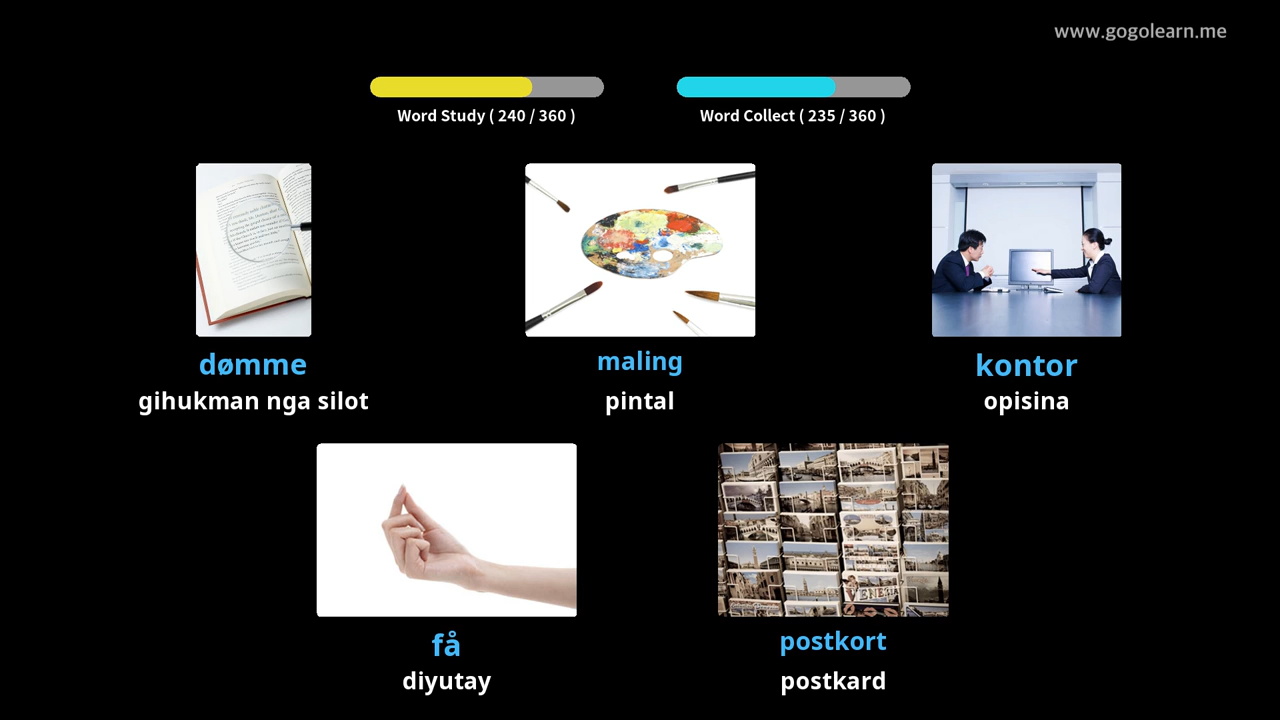 www.gogolearn.me
Word Study ( 240 / 360 )
Word Collect ( 235 / 360 )
dømme
gihukman nga silot
maling
pintal
kontor
opisina
få
diyutay
postkort
postkard